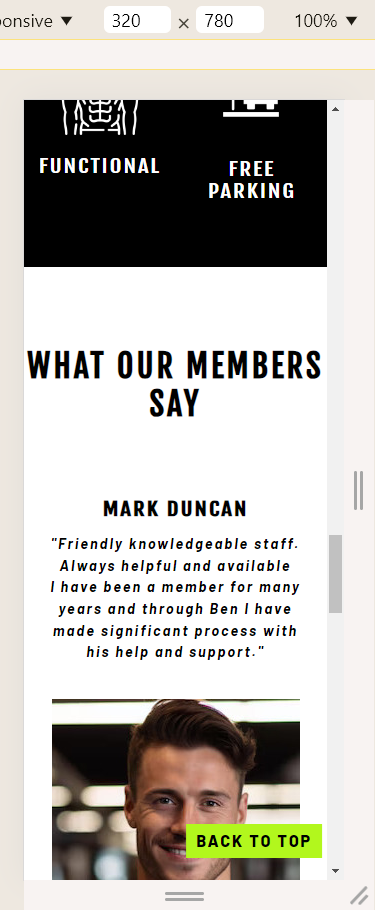 ponsive ▼ 320 × 780 100% ▼
FUNCTIONAL
FREE
PARKING
WHAT OUR MEMBERS
SAY
MARK DUNCAN
"Friendly knowledgeable staff.
Always helpful and available
I have been a member for many
years and through Ben I have
made significant process with
his help and support."
BACK TO TOP